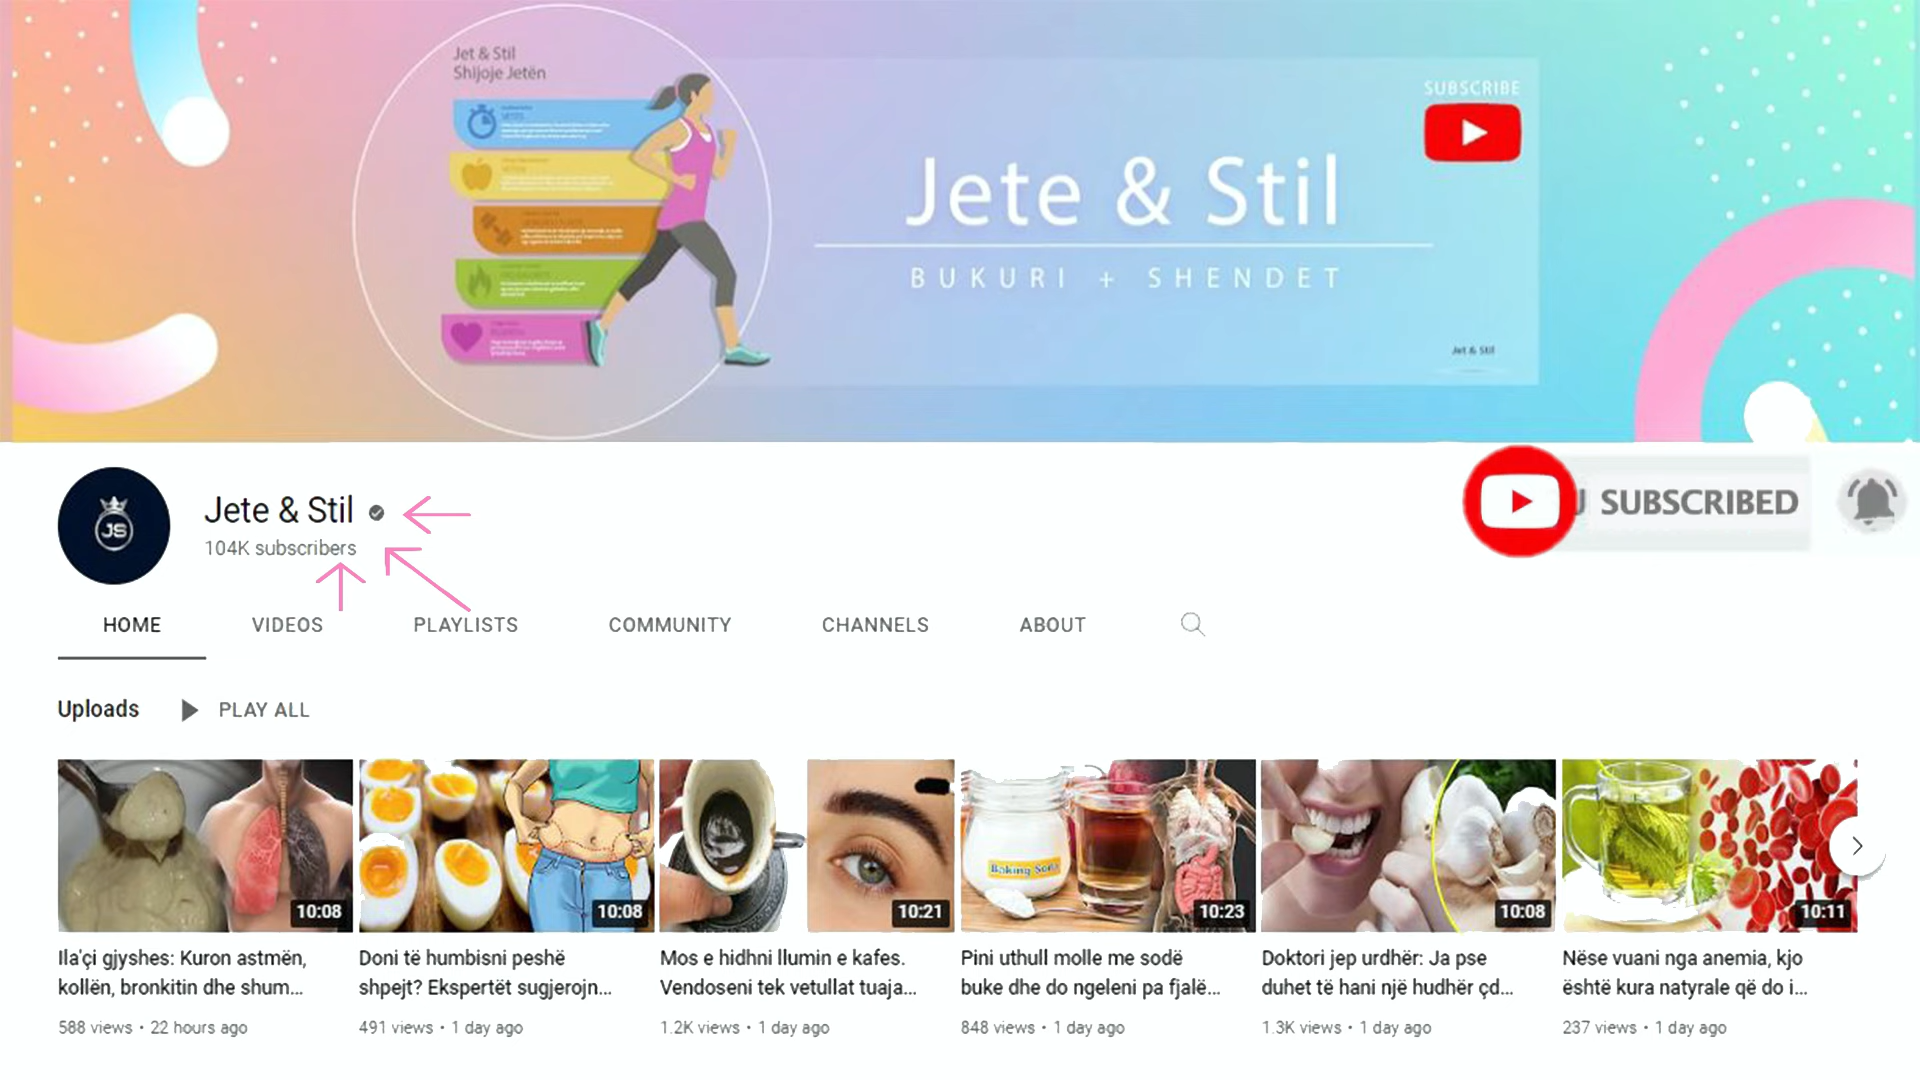 Jet & Stil
Shijoje Jetën
SUBSCRIBE
Jete & Stil
BUKURI + SHENDET
Jet & Stil
JS
Jete & Stil
104K subscribers
SUBSCRIBED
HOME VIDEOS PLAYLISTS COMMUNITY CHANNELS ABOUT
Uploads PLAY ALL
Baking Soda
10:08 10:08 10:21 10:23 10:08 10:11
Ila'çi gjyshes: Kuron astmën,
kollën, bronkitin dhe shum...
588 views • 22 hours ago
Doni të humbisni peshë
shpejt? Ekspertët sugjerojn...
491 views • 1 day ago
Mos e hidhni llumin e kafes.
Vendoseni tek vetullat tuaja...
1.2K views • 1 day ago
Pini uthull molle me sodë
buke dhe do ngeleni pa fjalë...
848 views • 1 day ago
Doktori jep urdhër: Ja pse
duhet të hani një hudhër çd...
1.3K views • 1 day ago
Nëse vuani nga anemia, kjo
është kura natyrale që do i...
237 views • 1 day ago